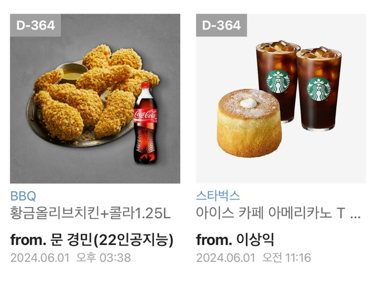 D-364
BBQ
황금올리브치킨+콜라1.25L
from. 문 경민(22인공지능)
2024.06.01 오후 03:38
D-364
스타벅스
아이스 카페 아메리카노 T ...
from. 이상익
2024.06.01 오전 11:16
Coca-Cola